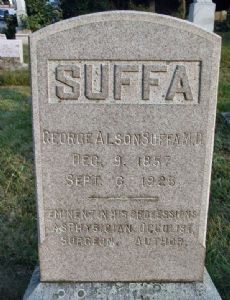 SUFFA
GEORGE ALSON SUFFA M.D.
DEC. 9. 1857
SEPT. 6 1925
EMINENT IN HIS PROFESSIONS
AS PHYSICIAN. OCCULIST,
SURGEON. AUTHOR.